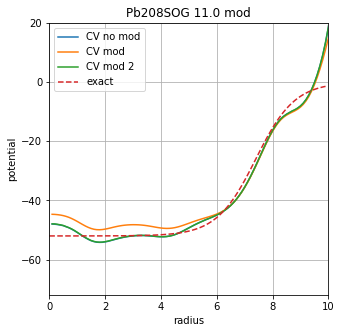 Pb208SOG 11.0 mod
CV no mod
CV mod
CV mod 2
exact
potential
20
0
−20
−40
−60
0 2 4 6 8 10
radius